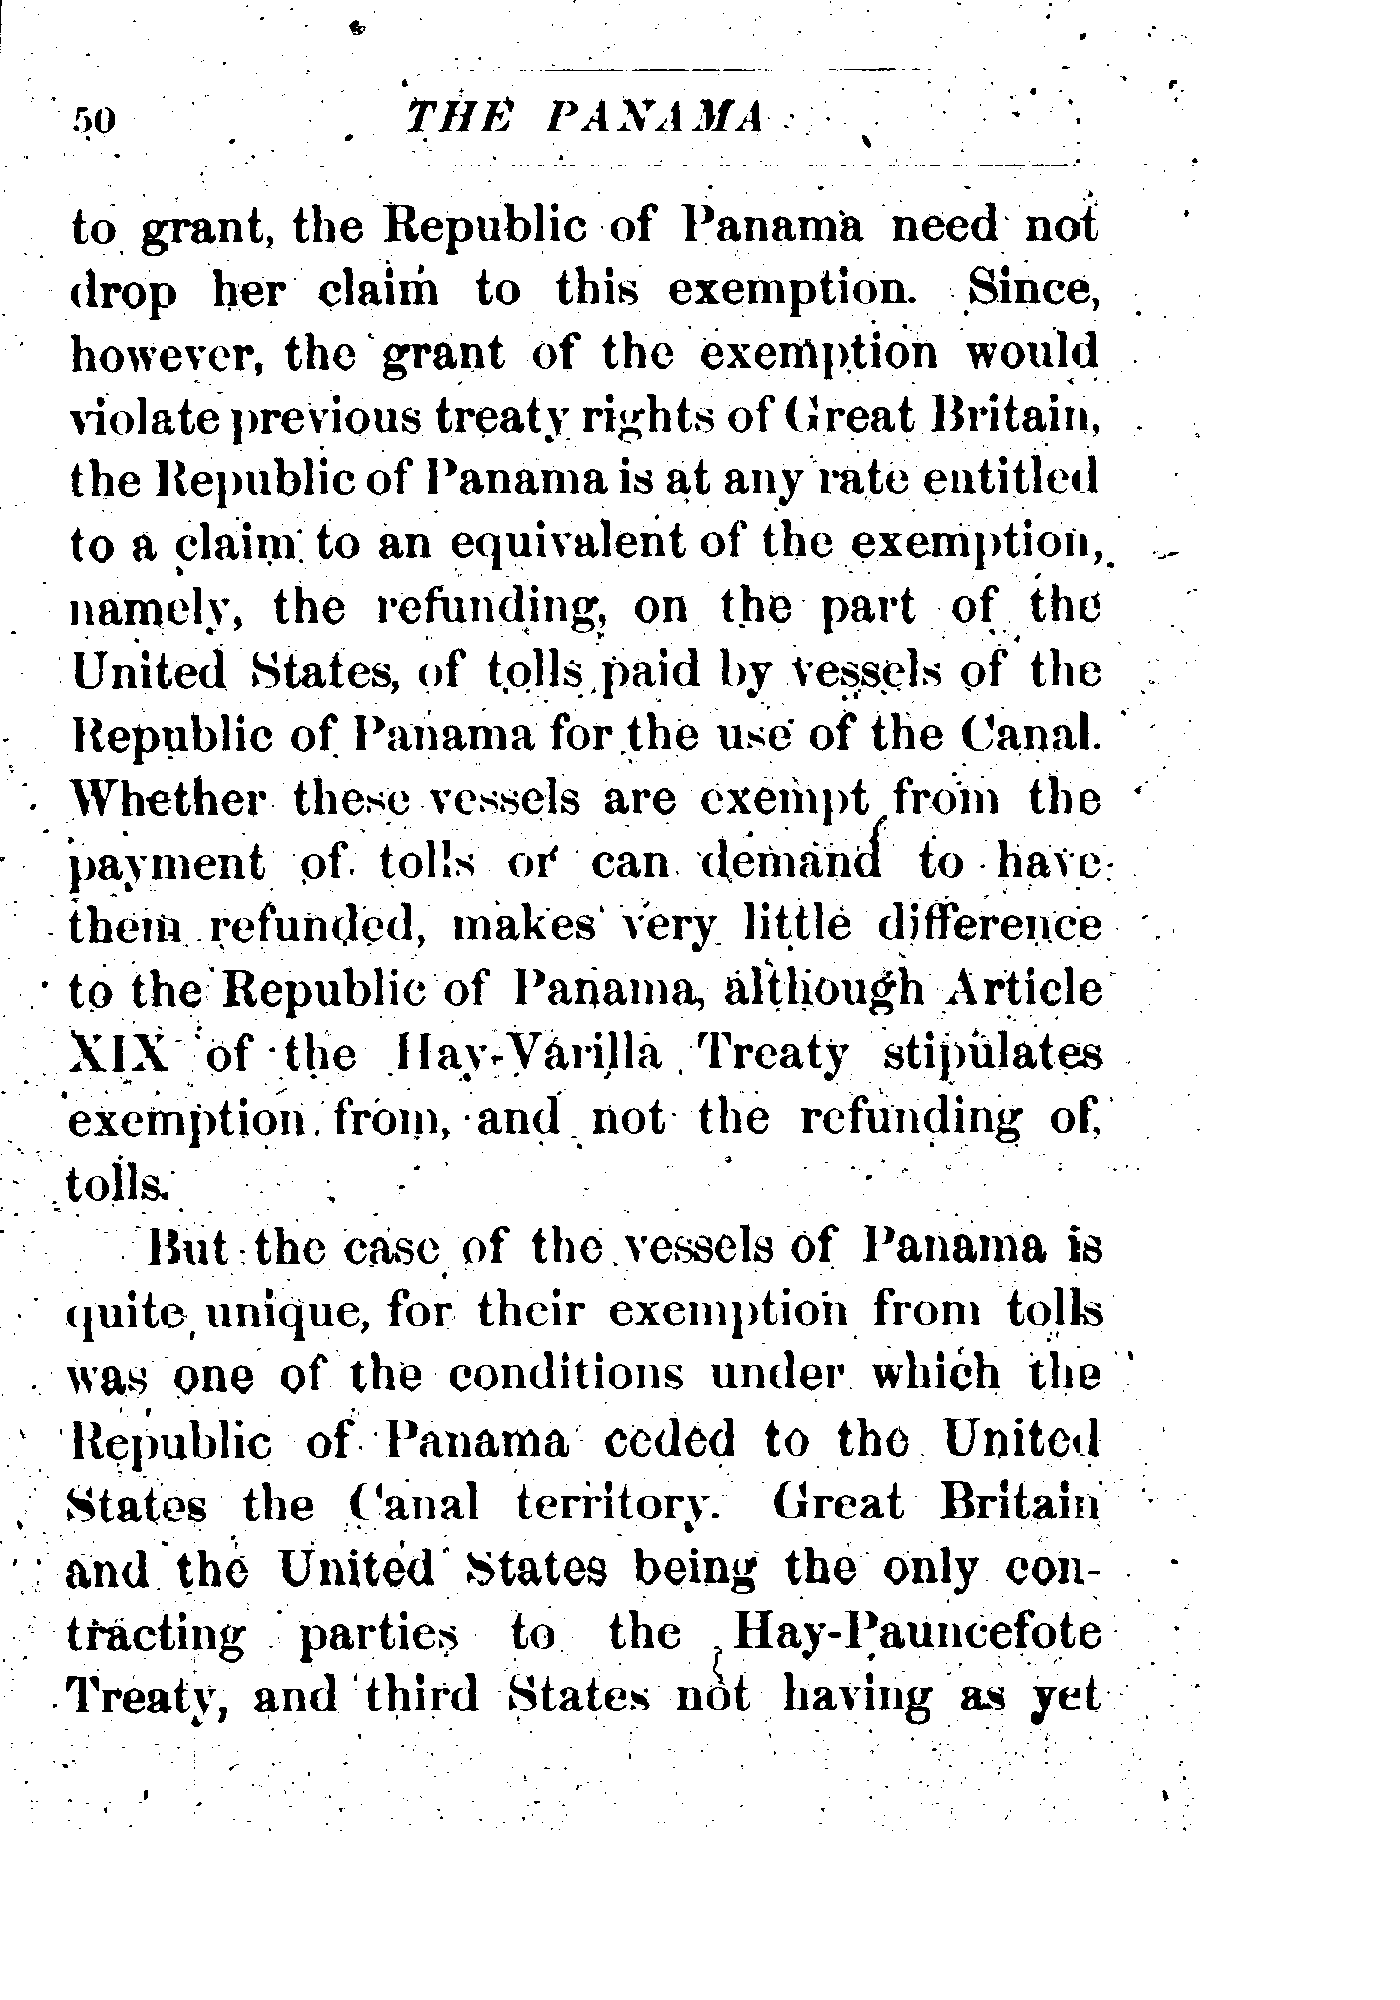 50 THE PANAMA
to grant, the Republic of Panama need not
drop her claim to this exemption. Since,
however, the grant of the exemption would
violate previous treaty rights of Great Britain,
the Republic of Panama is at any rate entitled
to a claim to an equivalent of the exemption,
namely, the refunding, on the part of the
United States, of tolls paid by vessels of the
Republic of Panama for the use of the Canal.
Whether these vessels are exempt from the
payment of tolls or can demand to have
them refunded, makes very little difference
to the Republic of Panama, although Article
XIX of the Hay-Varilla Treaty stipulates
exemption from, and not the refunding of,
tolls.
But the case of the vessels of Panama is
quite unique, for their exemption from tolls
was one of the conditions under which the
Republic of Panama ceded to the United
States the Canal territory. Great Britain
and the United States being the only con-
tracting parties to the Hay-Pauncefote
Treaty, and third States not having as yet